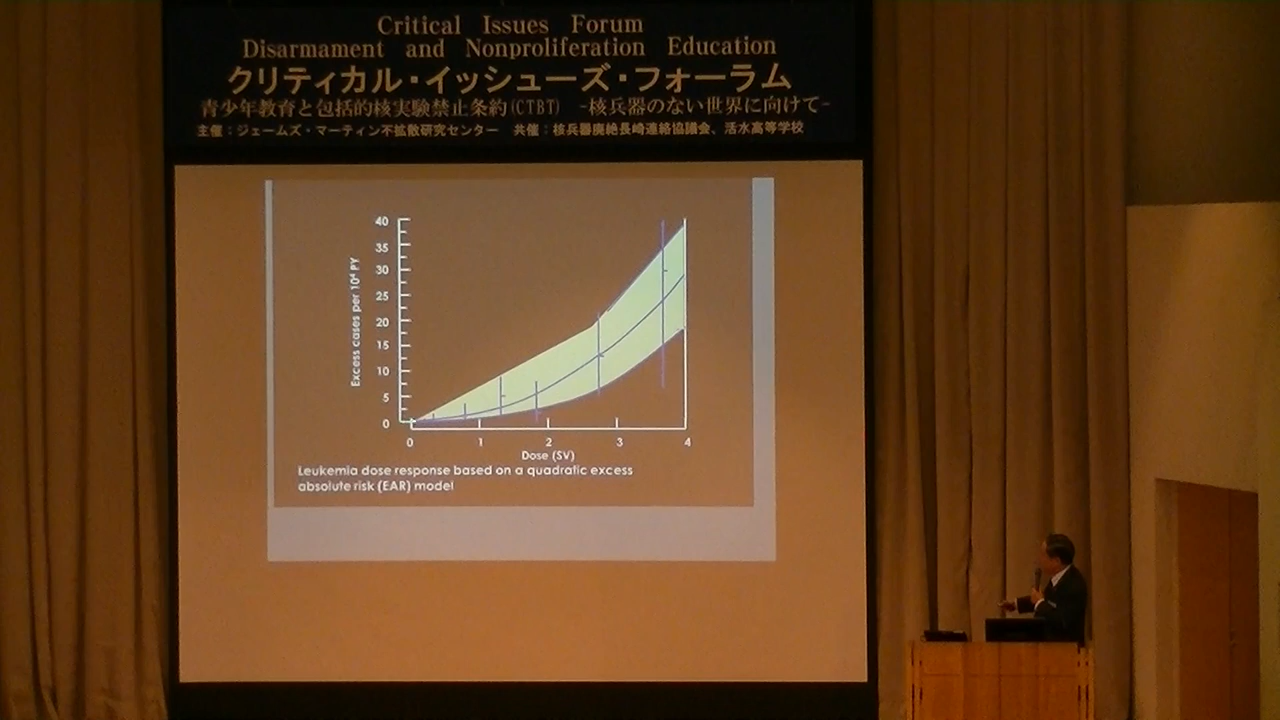 Critical Issues Forum
Disarmament and Nonproliferation Education
クリティカル・イッシューズ・フォーラム
青少年教育と包括的核実験禁止条約(CTBT) -核兵器のない世界に向けて-
主催:ジェームズ・マーティン不拡散研究センター 共催:核兵器廃絶長崎連絡協議会、活水高等学校
40
35
30
25
20
15
10
5
0
Excess cases per 10⁴ PY
0 1 2 3 4
Dose (SV)
Leukemia dose response based on a quadratic excess
absolute risk (EAR) model